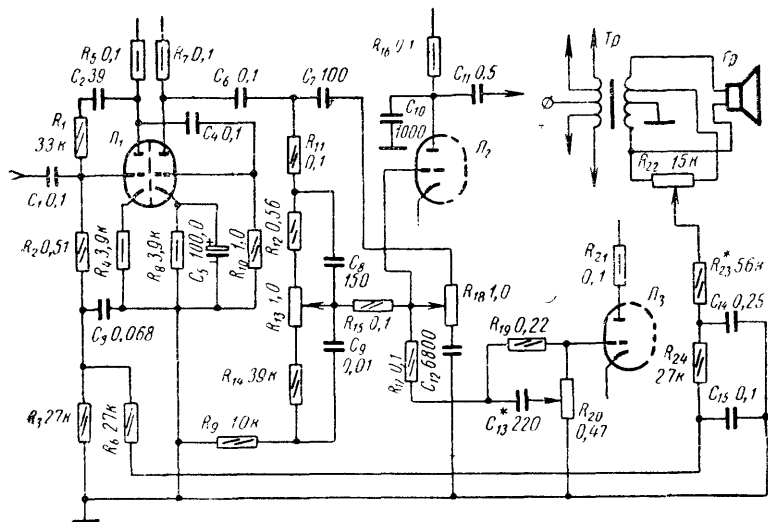 R₅ 0,1
R₇ 0,1
C₂ 39
C₆ 0,1
C₇ 100
R₁₆ 0,1
C₁₁ 0,5
Тр
Гр
R₁
33к
Л₁
C₄ 0,1
C₁₀
1000
Л₂
R₁₁
0,1
C₁ 0,1
R₂₂ 15к
R₂ 0,51
R₄ 3,9к
R₈ 3,9к
C₅ 100,0
R₁₀ 1,0
R₁₂ 0,56
C₈
150
R₁₃ 1,0
R₁₅ 0,1
R₁₈ 1,0
R₂₁
0,1
Л₃
R₂₃* 56к
C₁₄ 0,25
C₃ 0,068
C₉
0,01
R₁₄ 39к
R₁₇ 0,1
C₁₂ 6800
R₁₉ 0,22
R₂₄
27к
R₃ 27к
R₆ 27к
R₉ 10к
C₁₃* 220
R₂₀
0,47
C₁₅ 0,1